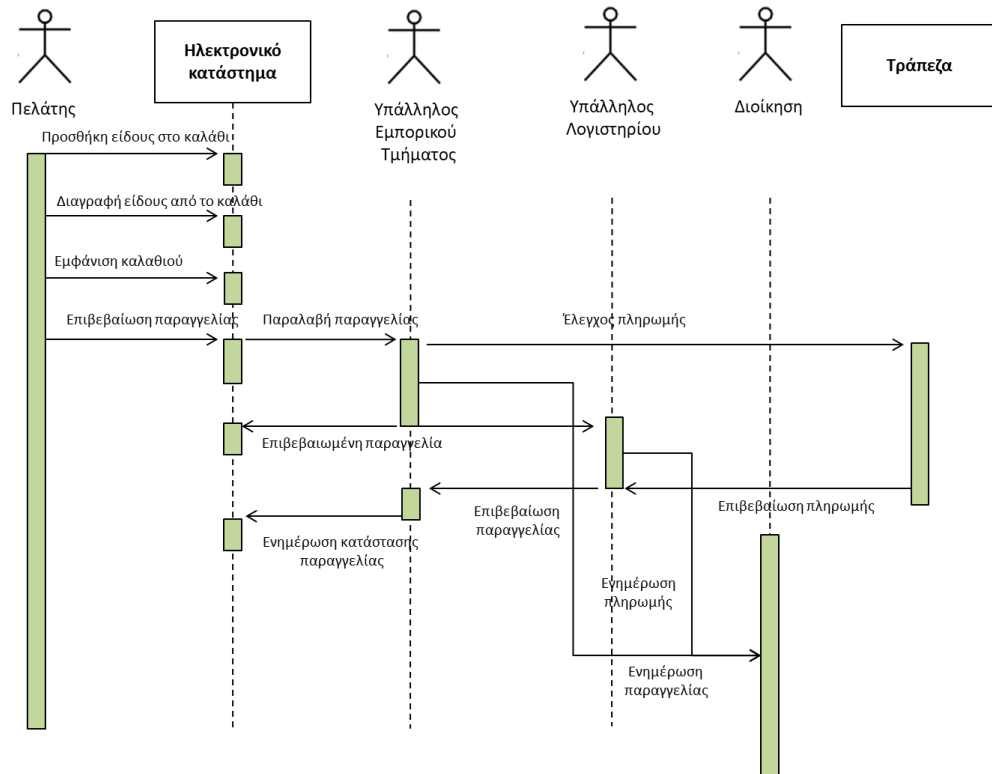 Ηλεκτρονικό
κατάστημα
Τράπεζα
Πελάτης
Υπάλληλος
Εμπορικού
Τμήματος
Υπάλληλος
Λογιστηρίου
Διοίκηση
Προσθήκη είδους στο καλάθι
Διαγραφή είδους από το καλάθι
Εμφάνιση καλαθιού
Επιβεβαίωση παραγγελίας
Παραλαβή παραγγελίας
Έλεγχος πληρωμής
Επιβεβαιωμένη παραγγελία
Επιβεβαίωση
παραγγελίας
Επιβεβαίωση πληρωμής
Ενημέρωση κατάστασης
παραγγελίας
Ενημέρωση
πληρωμής
Ενημέρωση
παραγγελίας